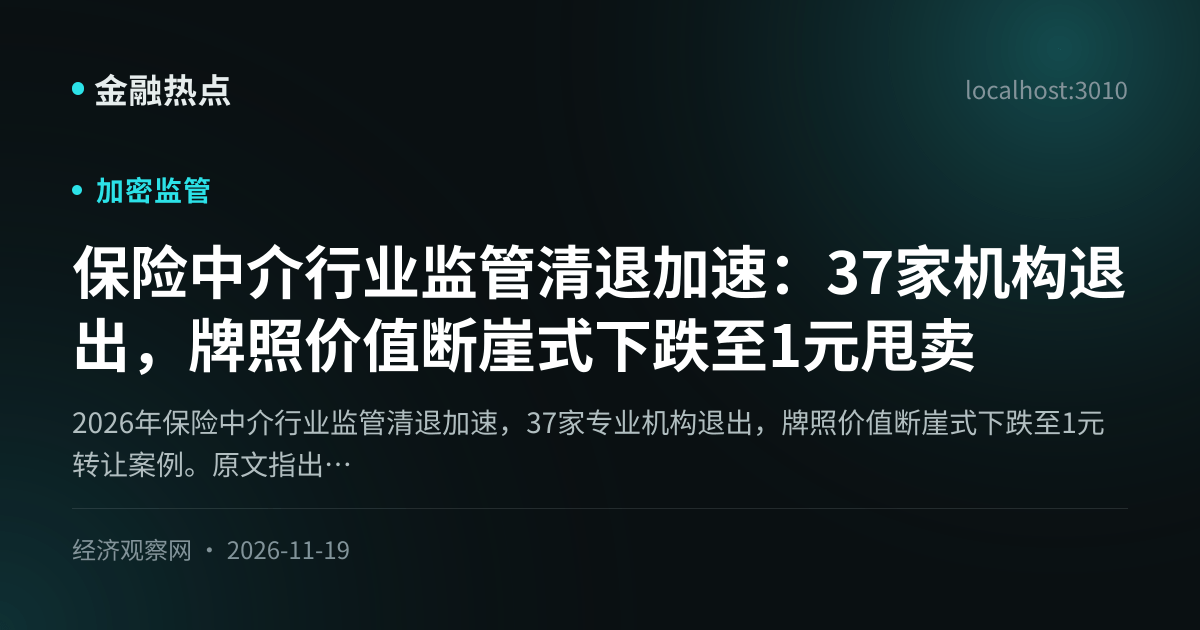 金融热点
localhost:3010
加密监管
保险中介行业监管清退加速：37家机构退
出，牌照价值断崖式下跌至1元甩卖
2026年保险中介行业监管清退加速，37家专业机构退出，牌照价值断崖式下跌至1元
转让案例。原文指出…
经济观察网 · 2026-11-19